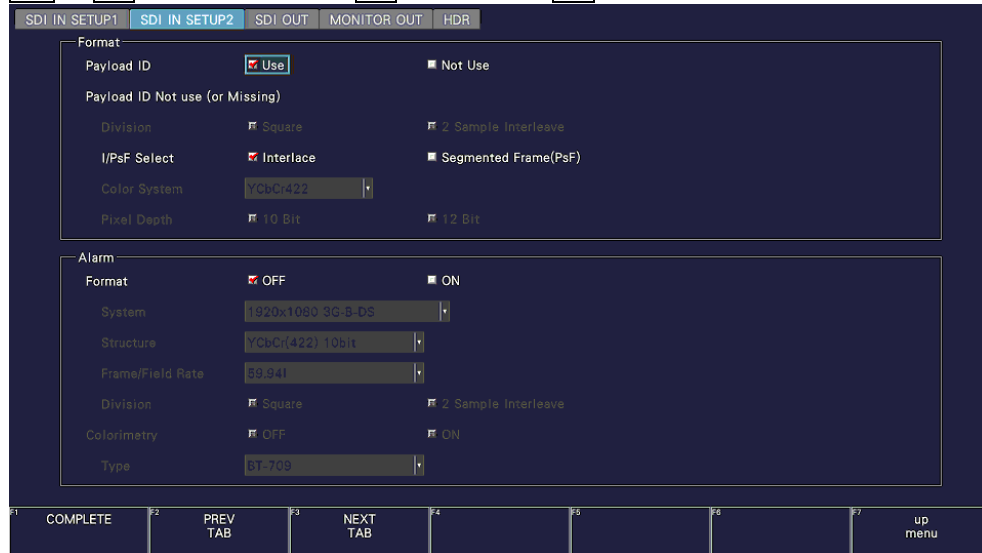 SDI IN SETUP1 SDI IN SETUP2 SDI OUT MONITOR OUT HDR
Format
Payload ID Use Not Use
Payload ID Not use (or Missing)
Division Square 2 Sample Interleave
I/PsF Select Interlace Segmented Frame(PsF)
Color System YCbCr422
Pixel Depth 10 Bit 12 Bit
Alarm
Format OFF ON
System 1920x1080 3G-B-DS
Structure YCbCr(422) 10bit
Frame/Field Rate 59.94I
Division Square 2 Sample Interleave
Colorimetry OFF ON
Type BT-709
F1 COMPLETE F2 PREV TAB F3 NEXT TAB F4 F5 F6 F7 up menu